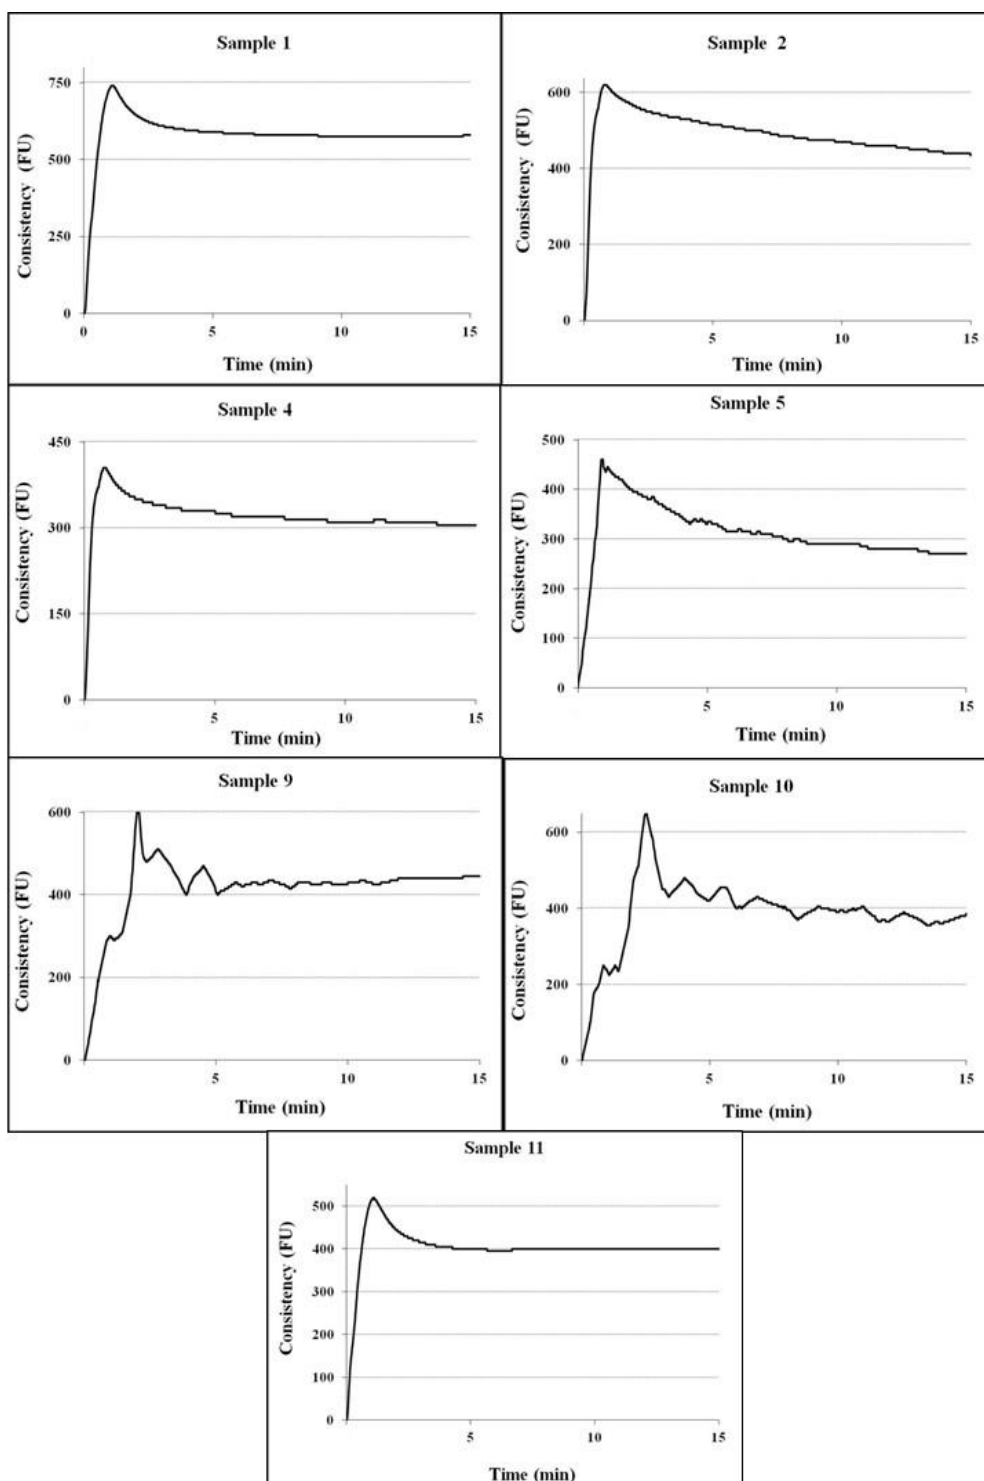 Sample 1
750
500
250
0
0
5
10
15
Consistency (FU)
Time (min)
Sample 2
600
400
200
0
5
10
15
Consistency (FU)
Time (min)
Sample 4
450
300
150
0
5
10
15
Consistency (FU)
Time (min)
Sample 5
500
400
300
200
100
0
5
10
15
Consistency (FU)
Time (min)
Sample 9
600
400
200
0
5
10
15
Consistency (FU)
Time (min)
Sample 10
600
400
200
0
5
10
15
Consistency (FU)
Time (min)
Sample 11
500
400
300
200
100
0
5
10
15
Consistency (FU)
Time (min)